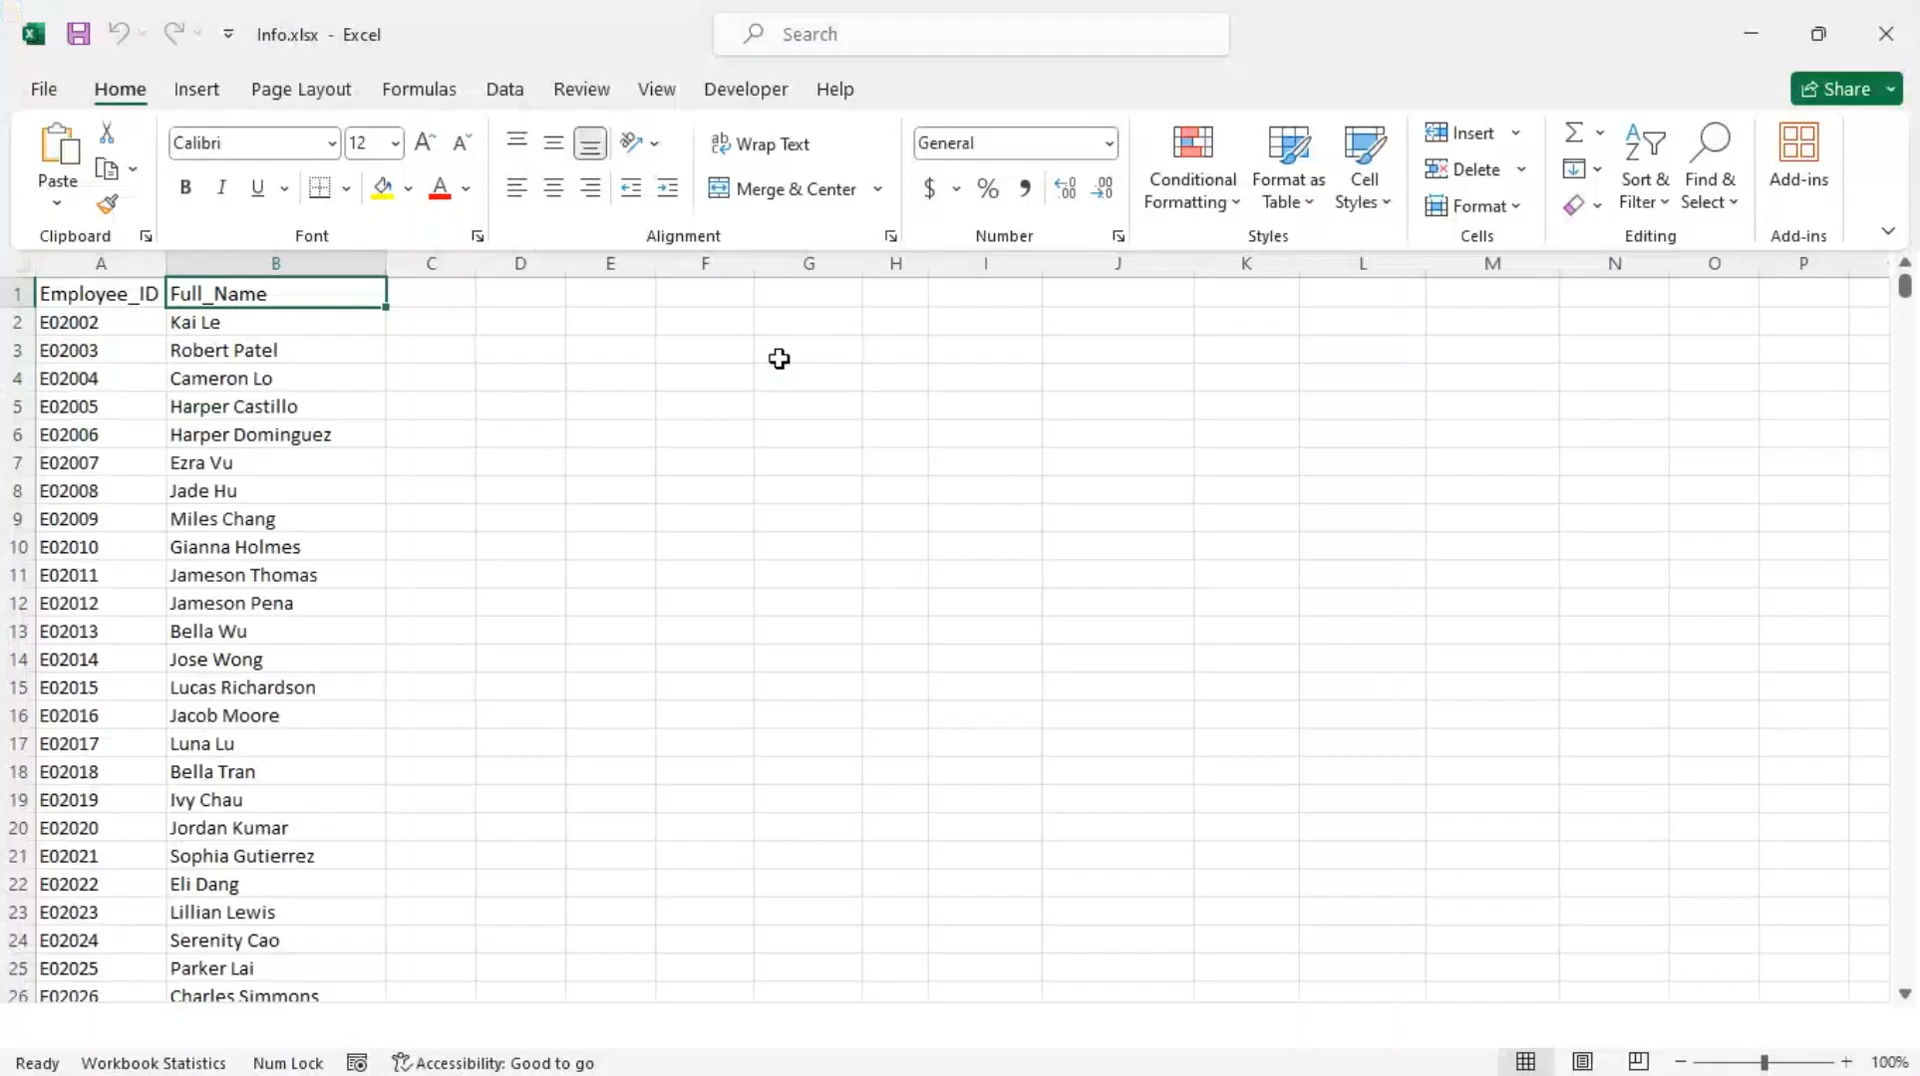 Info.xlsx - Excel
Search
File Home Insert Page Layout Formulas Data Review View Developer Help
Share
Paste
Clipboard
Calibri
12
A A
B I U A
Font
ab Wrap Text
Merge & Center
Alignment
General
$ % ,
Number
Conditional
Formatting
Format as
Table
Cell
Styles
Styles
Insert
Delete
Format
Cells
Σ
Sort &
Filter
Find &
Select
Editing
Add-ins
Add-ins
A B C D E F G H I J K L M N O P
1 Employee_ID Full_Name
2 E02002 Kai Le
3 E02003 Robert Patel
4 E02004 Cameron Lo
5 E02005 Harper Castillo
6 E02006 Harper Dominguez
7 E02007 Ezra Vu
8 E02008 Jade Hu
9 E02009 Miles Chang
10 E02010 Gianna Holmes
11 E02011 Jameson Thomas
12 E02012 Jameson Pena
13 E02013 Bella Wu
14 E02014 Jose Wong
15 E02015 Lucas Richardson
16 E02016 Jacob Moore
17 E02017 Luna Lu
18 E02018 Bella Tran
19 E02019 Ivy Chau
20 E02020 Jordan Kumar
21 E02021 Sophia Gutierrez
22 E02022 Eli Dang
23 E02023 Lillian Lewis
24 E02024 Serenity Cao
25 E02025 Parker Lai
26 E02026 Charles Simmons
Ready Workbook Statistics Num Lock Accessibility: Good to go 100%